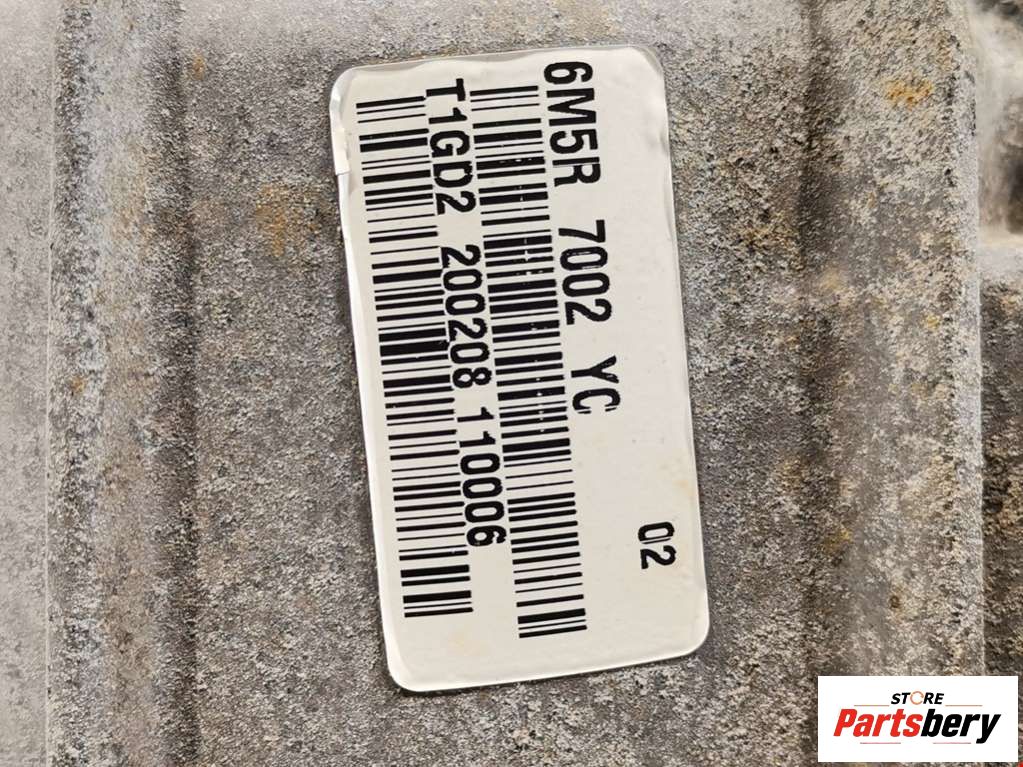 6M5R 7002 YC
02
T1GD2 200208 110006
STORE
Partsbery